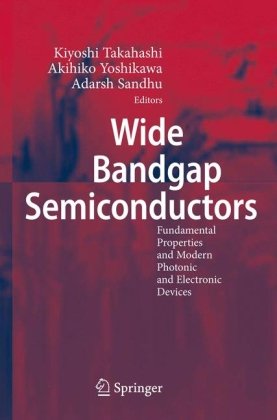 Kiyoshi Takahashi
Akihiko Yoshikawa
Adarsh Sandhu
Editors
Wide
Bandgap
Semiconductors
Fundamental
Properties
and Modern
Photonic
and Electronic
Devices
Springer